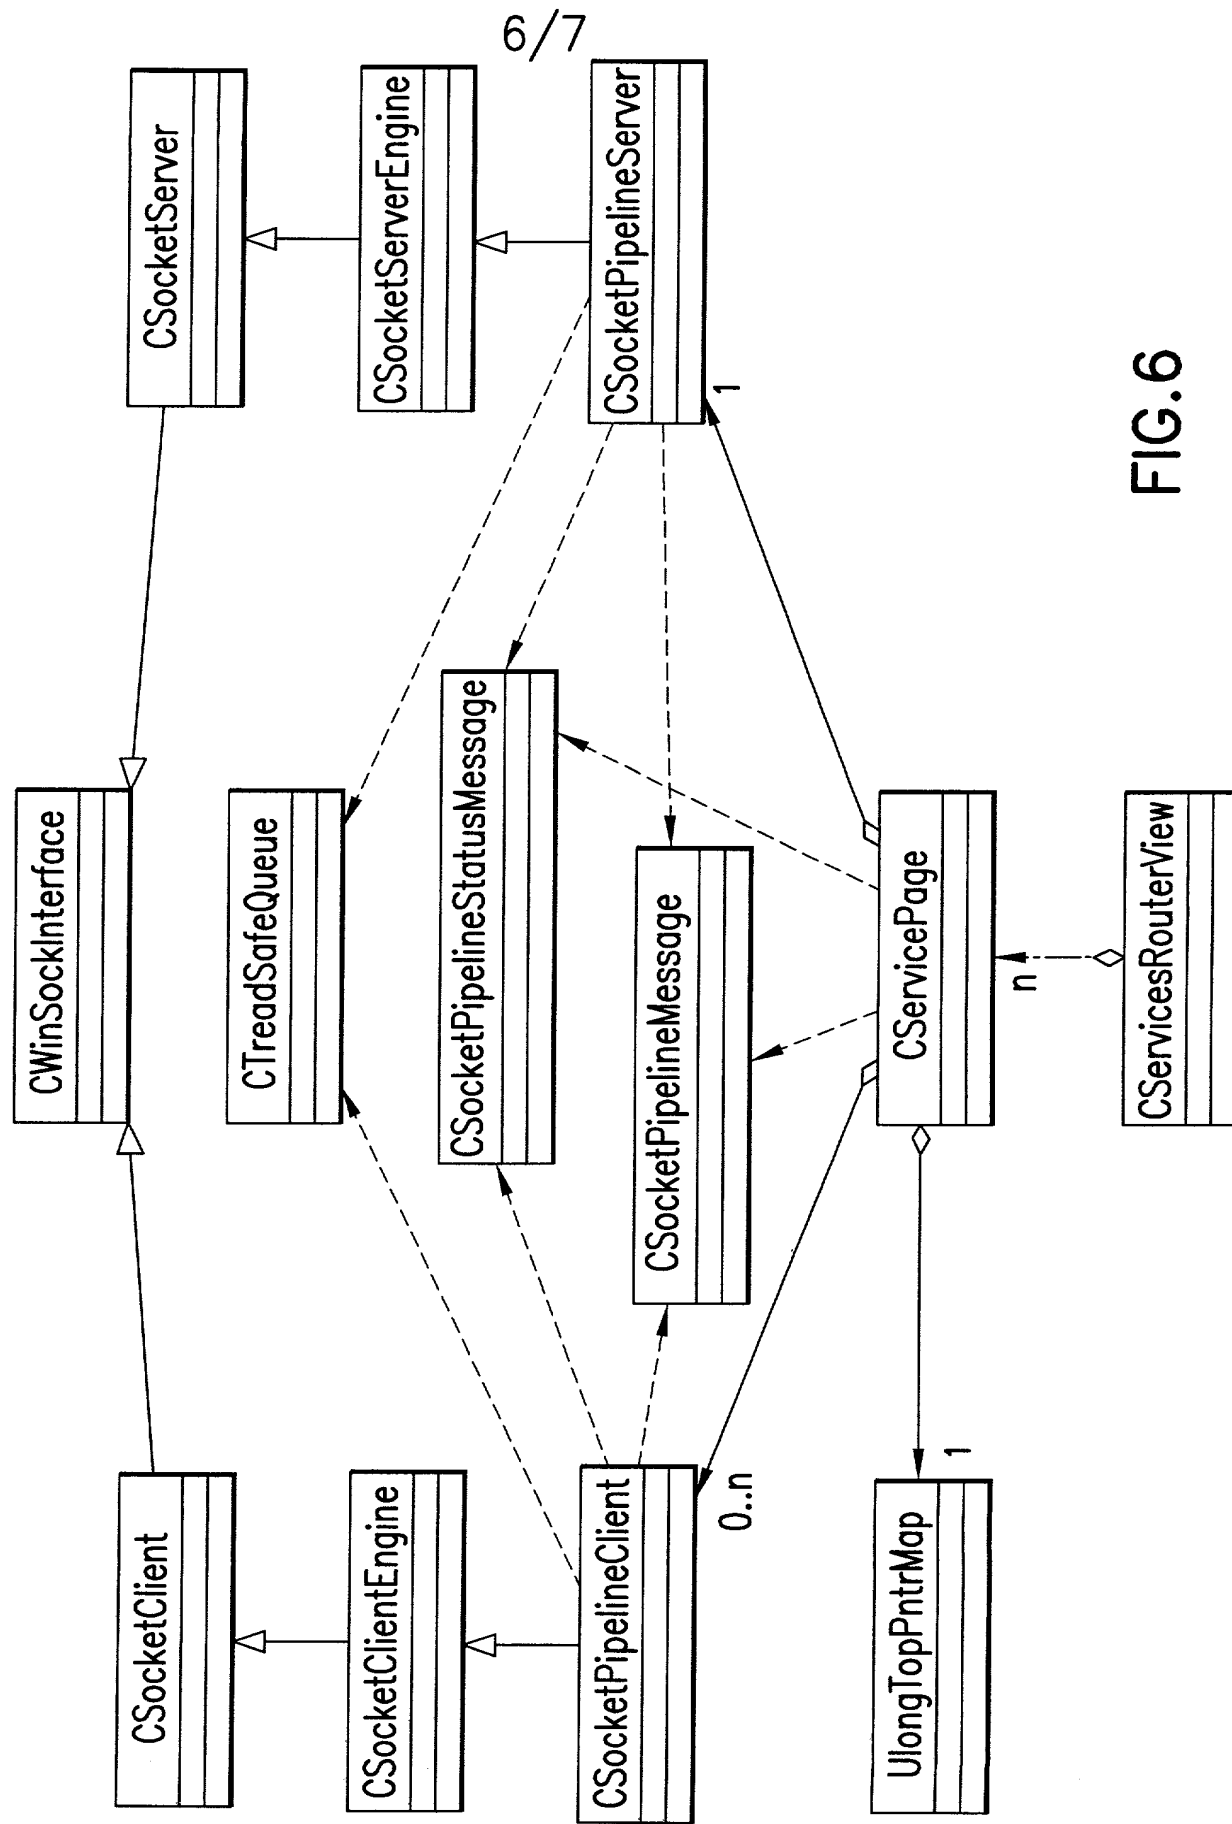 6/7
CWinSockInterface
CSocketClient
CSocketServer
CTreadSafeQueue
CSocketClientEngine
CSocketServerEngine
CSocketPipelineStatusMessage
CSocketPipelineClient
CSocketPipelineMessage
CSocketPipelineServer
0..n
1
UlongTopPntrMap
1
CServicePage
n
CServicesRouterView
FIG.6